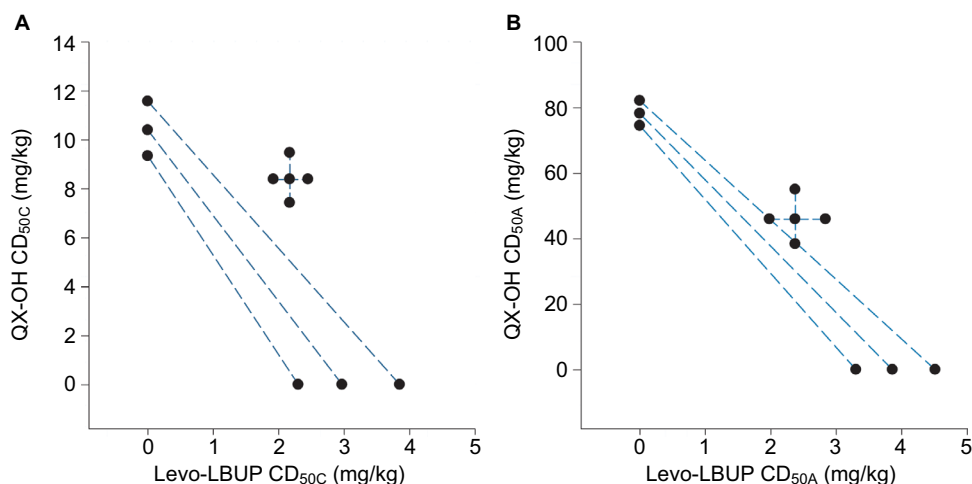 A
14
12
10
8
6
4
2
0
QX-OH CD50C (mg/kg)
0 1 2 3 4 5
Levo-LBUP CD50C (mg/kg)
B
100
80
60
40
20
0
QX-OH CD50A (mg/kg)
0 1 2 3 4 5
Levo-LBUP CD50A (mg/kg)